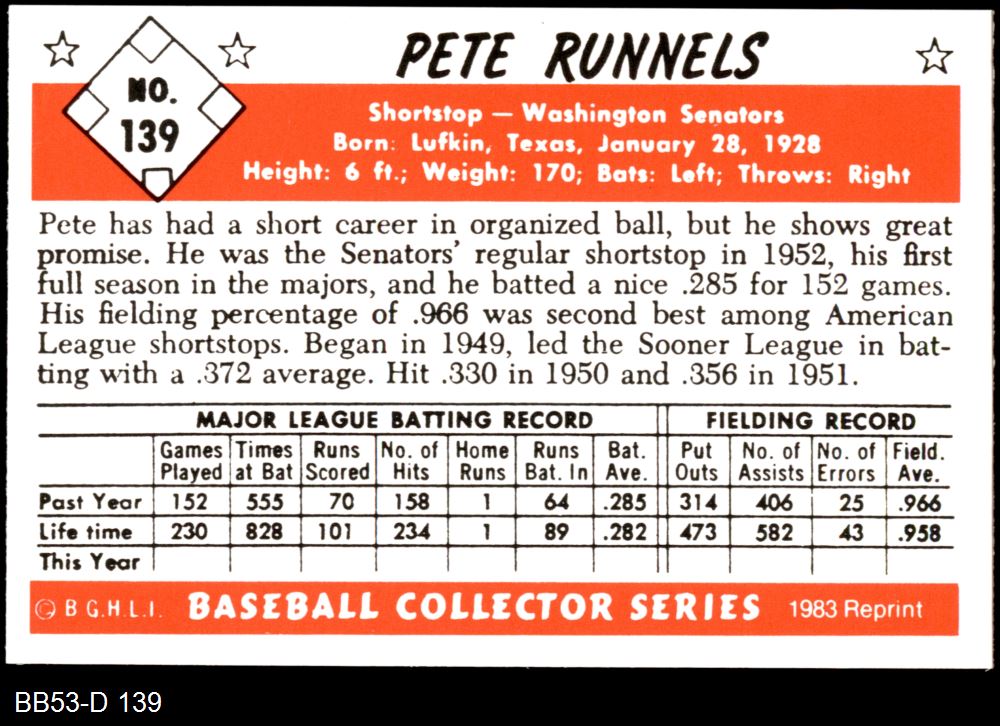 PETE RUNNELS
NO.
139
Shortstop — Washington Senators
Born: Lufkin, Texas, January 28, 1928
Height: 6 ft.; Weight: 170; Bats: Left; Throws: Right
Pete has had a short career in organized ball, but he shows great
promise. He was the Senators' regular shortstop in 1952, his first
full season in the majors, and he batted a nice .285 for 152 games.
His fielding percentage of .966 was second best among American
League shortstops. Began in 1949, led the Sooner League in bat-
ting with a .372 average. Hit .330 in 1950 and .356 in 1951.
MAJOR LEAGUE BATTING RECORD FIELDING RECORD
Games Times Runs No. of Home Runs Bat. Put No. of No. of Field.
Played at Bat Scored Hits Runs Bat. In Ave. Outs Assists Errors Ave.
Past Year 152 555 70 158 1 64 .285 314 406 25 .966
Life time 230 828 101 234 1 89 .282 473 582 43 .958
This Year
© B G.H.L.I. BASEBALL COLLECTOR SERIES 1983 Reprint
BB53-D 139